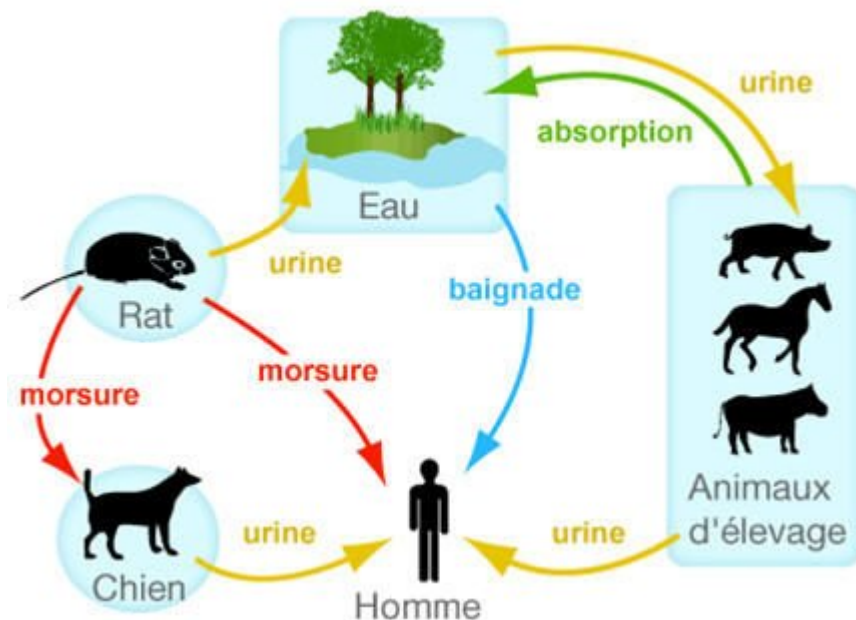 urine
absorption
Eau
urine
baignade
Rat
morsure
morsure
Animaux
d'élevage
urine
urine
Chien
Homme